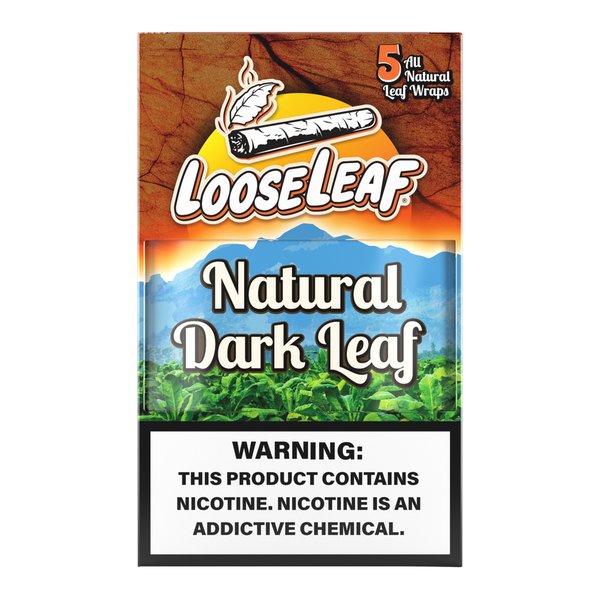 5 All
Natural
Leaf Wraps
LOOSELEAF®
Natural
Dark Leaf
WARNING:
THIS PRODUCT CONTAINS
NICOTINE. NICOTINE IS AN
ADDICTIVE CHEMICAL.